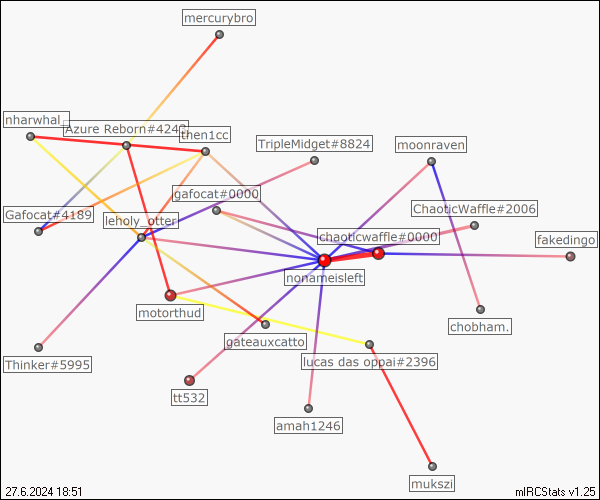 mercurybro
nharwhal_
Azure Reborn#4242
then1cc
TripleMidget#8824
moonraven
gafocat#0000
Gafocat#4189
leholy_otter
ChaoticWaffle#2006
chaoticwaffle#0000
fakedingo
nonameisleft
motorthud
chobham.
gateauxcatto
Thinker#5995
lucas das oppai#2396
tt532
amah1246
mukszi
27.6.2024 18:51
mIRCStats v1.25